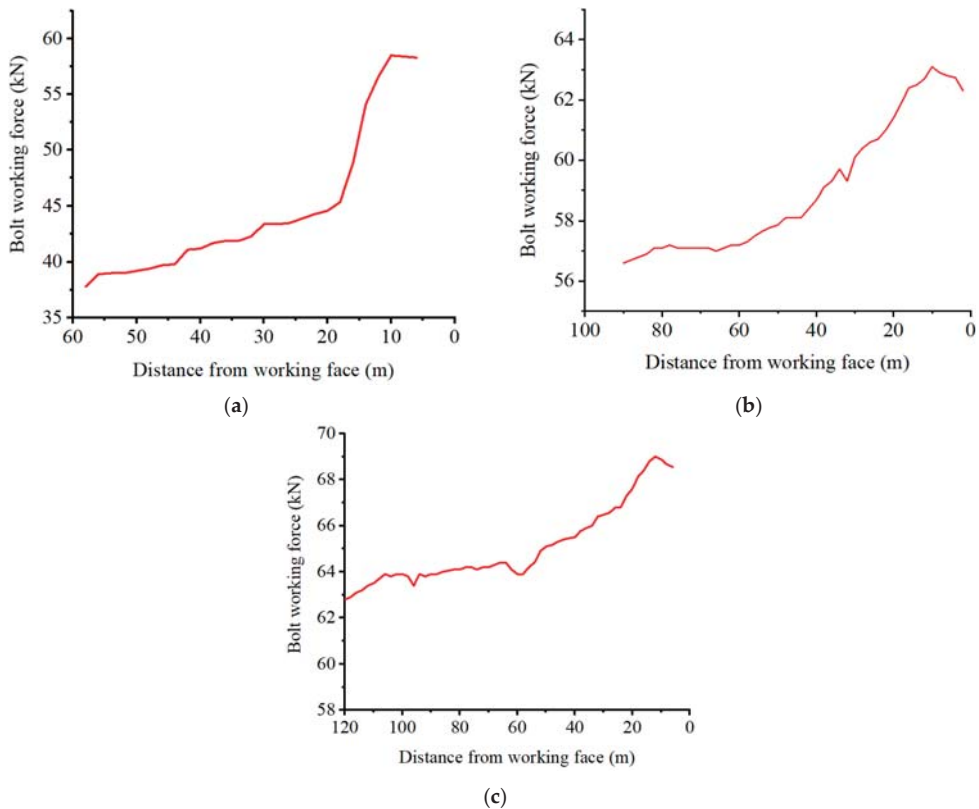 Bolt working force (kN)
60
55
50
45
40
35
60 50 40 30 20 10 0
Distance from working face (m)
(a)
Bolt working force (kN)
64
62
60
58
56
100 80 60 40 20 0
Distance from working face (m)
(b)
Bolt working force (kN)
70
68
66
64
62
60
58
120 100 80 60 40 20 0
Distance from working face (m)
(c)